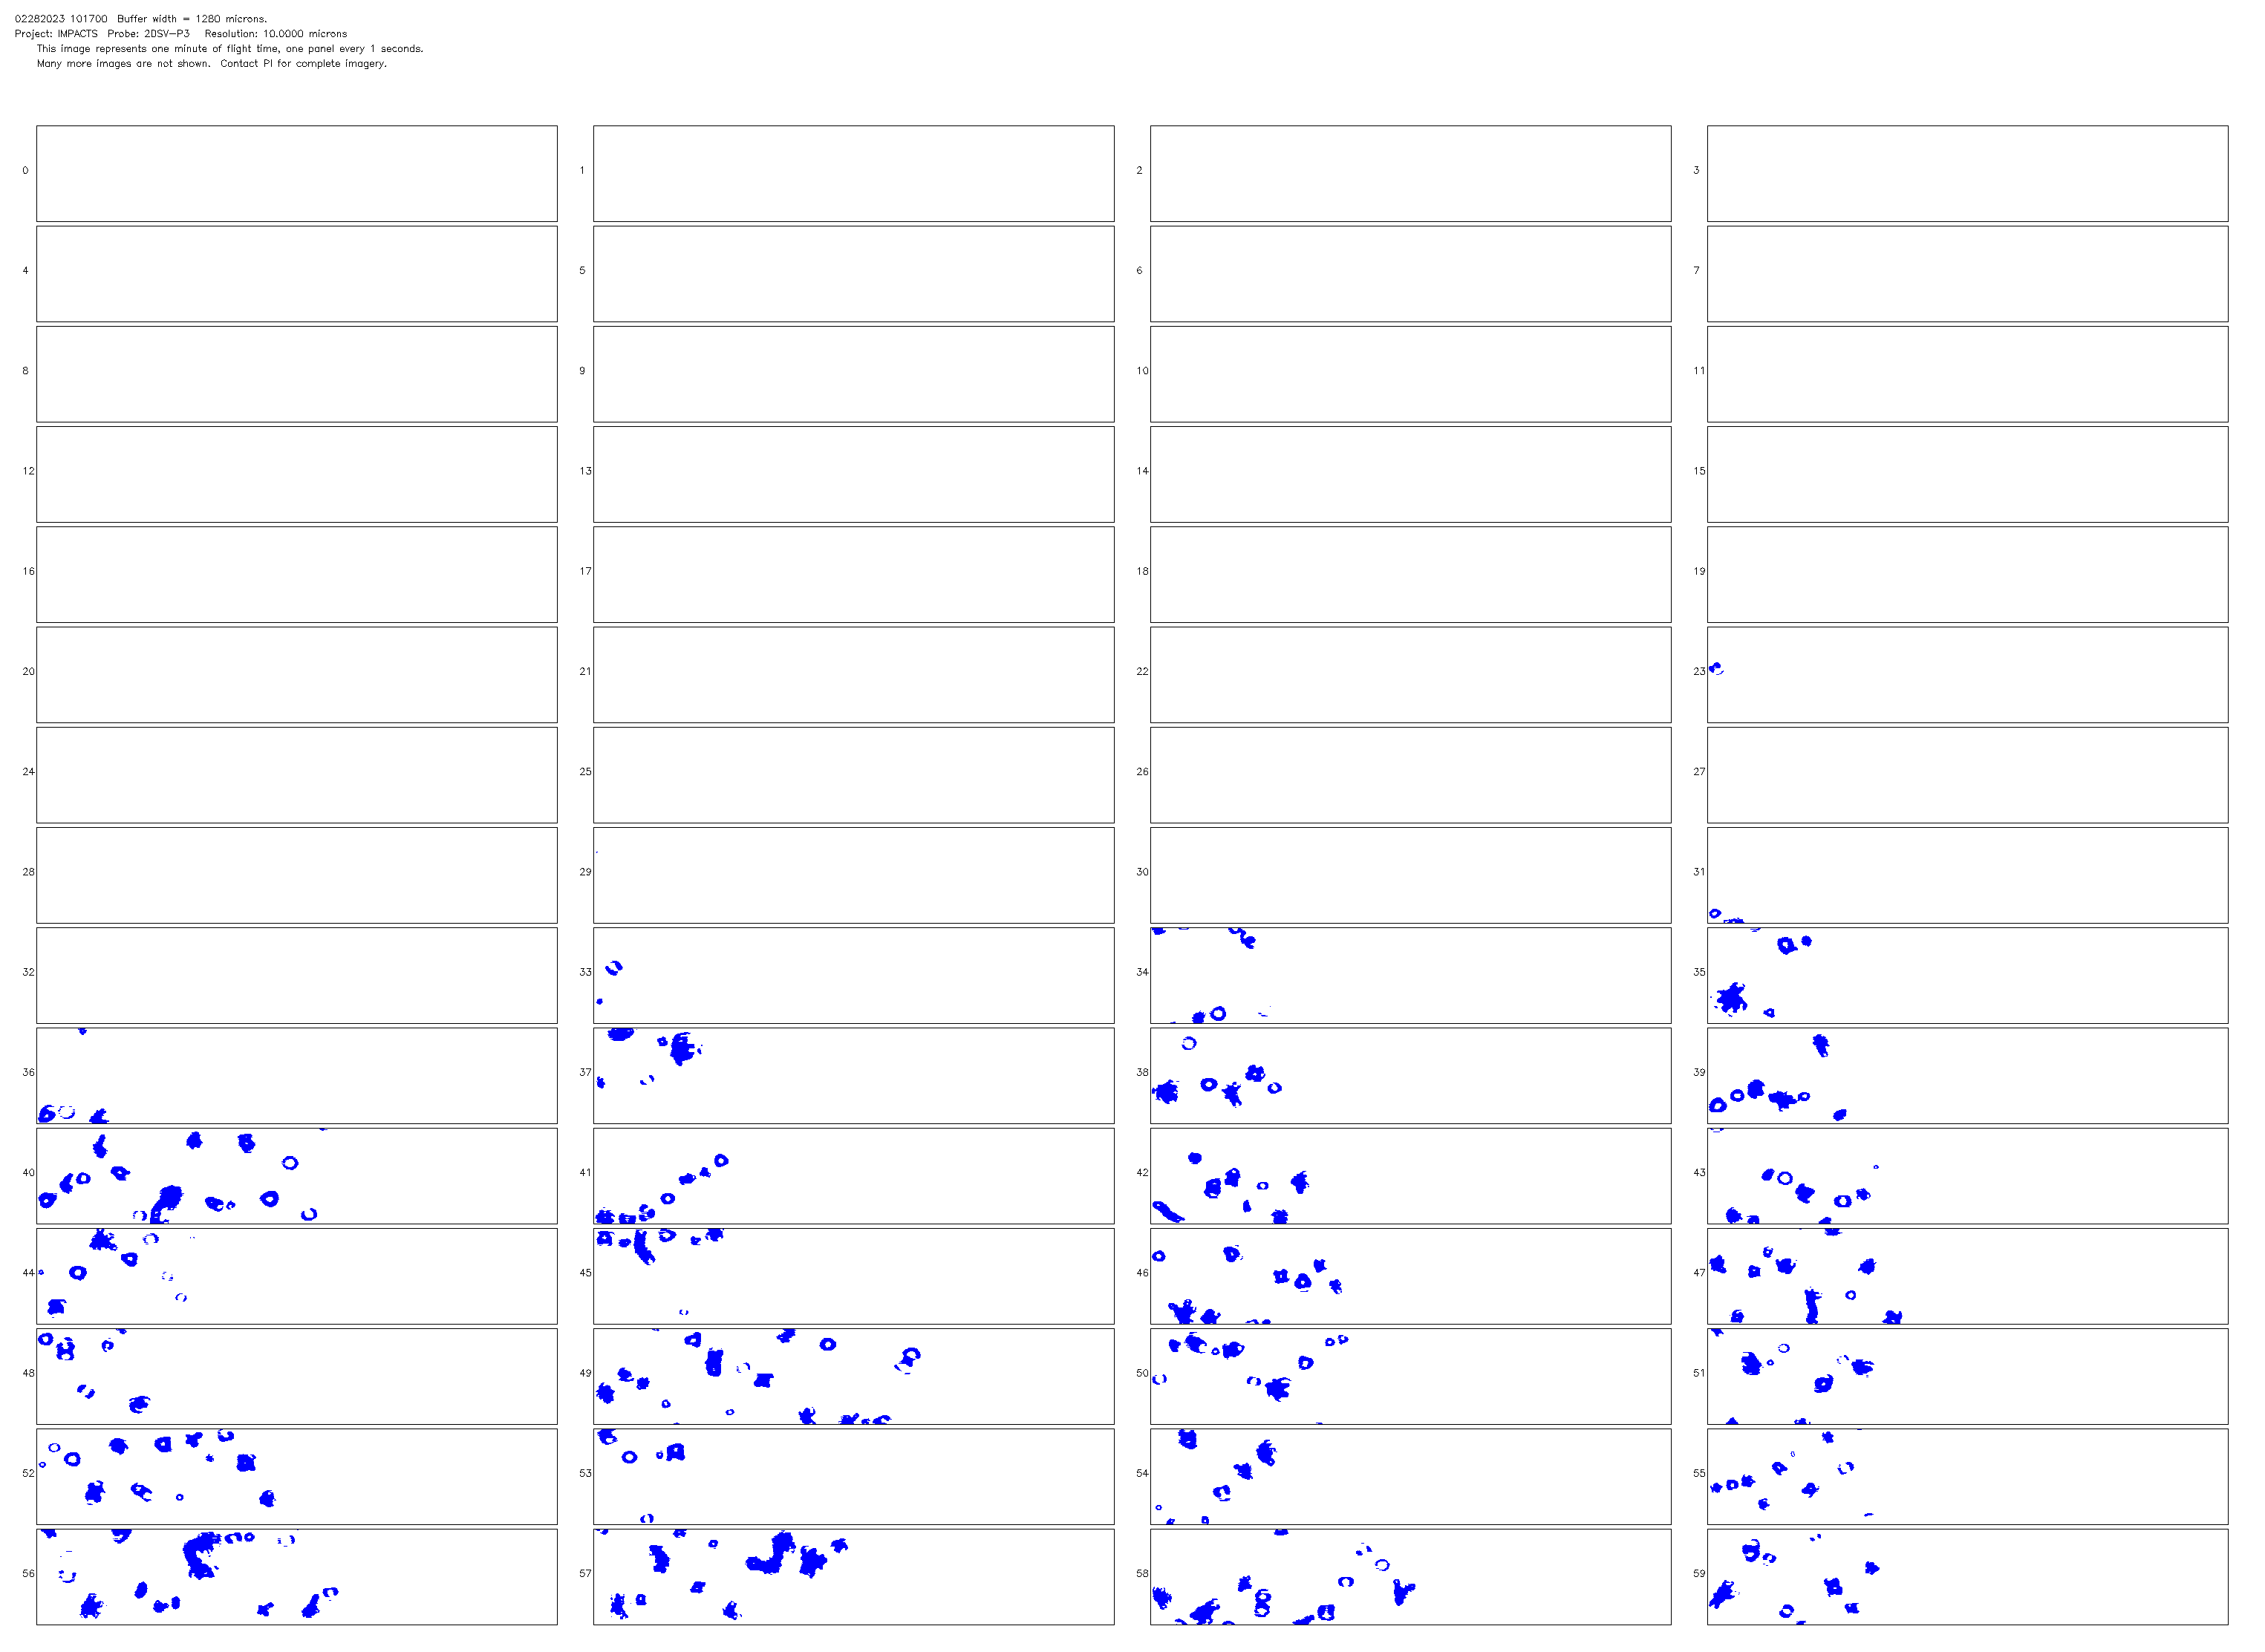 02282023 101700 Buffer width = 1280 microns.
Project: IMPACTS Probe: 2DSV-P3 Resolution: 10.0000 microns
This image represents one minute of flight time, one panel every 1 seconds.
Many more images are not shown. Contact PI for complete imagery.
0 1 2 3
4 5 6 7
8 9 10 11
12 13 14 15
16 17 18 19
20 21 22 23
24 25 26 27
28 29 30 31
32 33 34 35
36 37 38 39
40 41 42 43
44 45 46 47
48 49 50 51
52 53 54 55
56 57 58 59